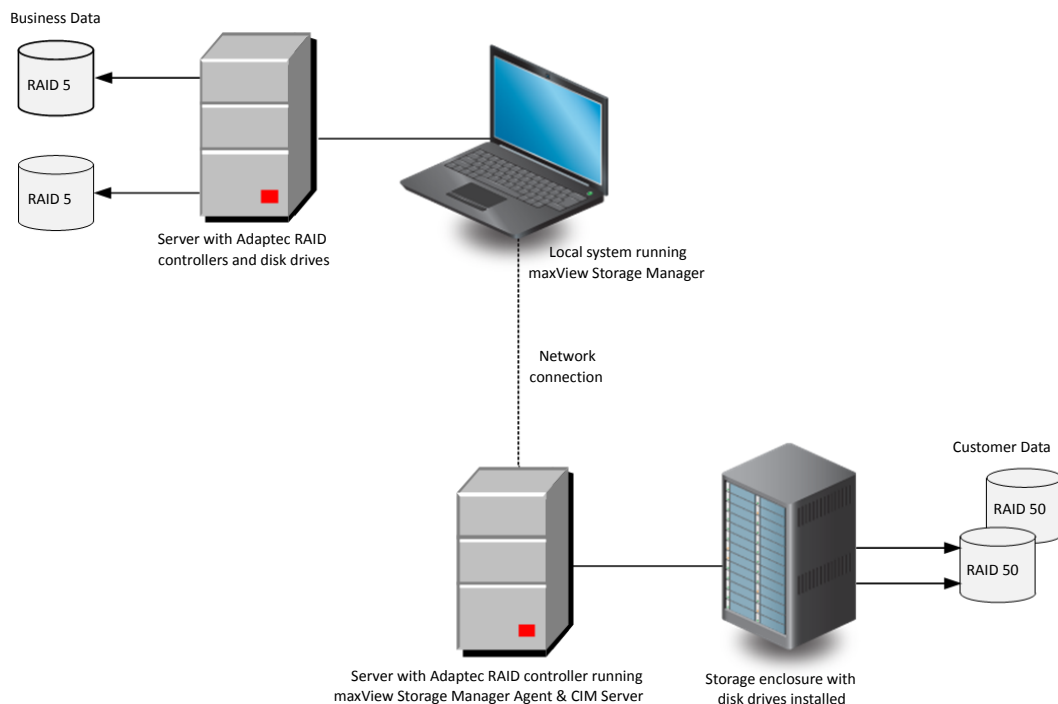 Business Data
RAID 5
RAID 5
Server with Adaptec RAID
controllers and disk drives
Local system running
maxView Storage Manager
Network
connection
Customer Data
RAID 50
RAID 50
Server with Adaptec RAID controller running
maxView Storage Manager Agent & CIM Server
Storage enclosure with
disk drives installed